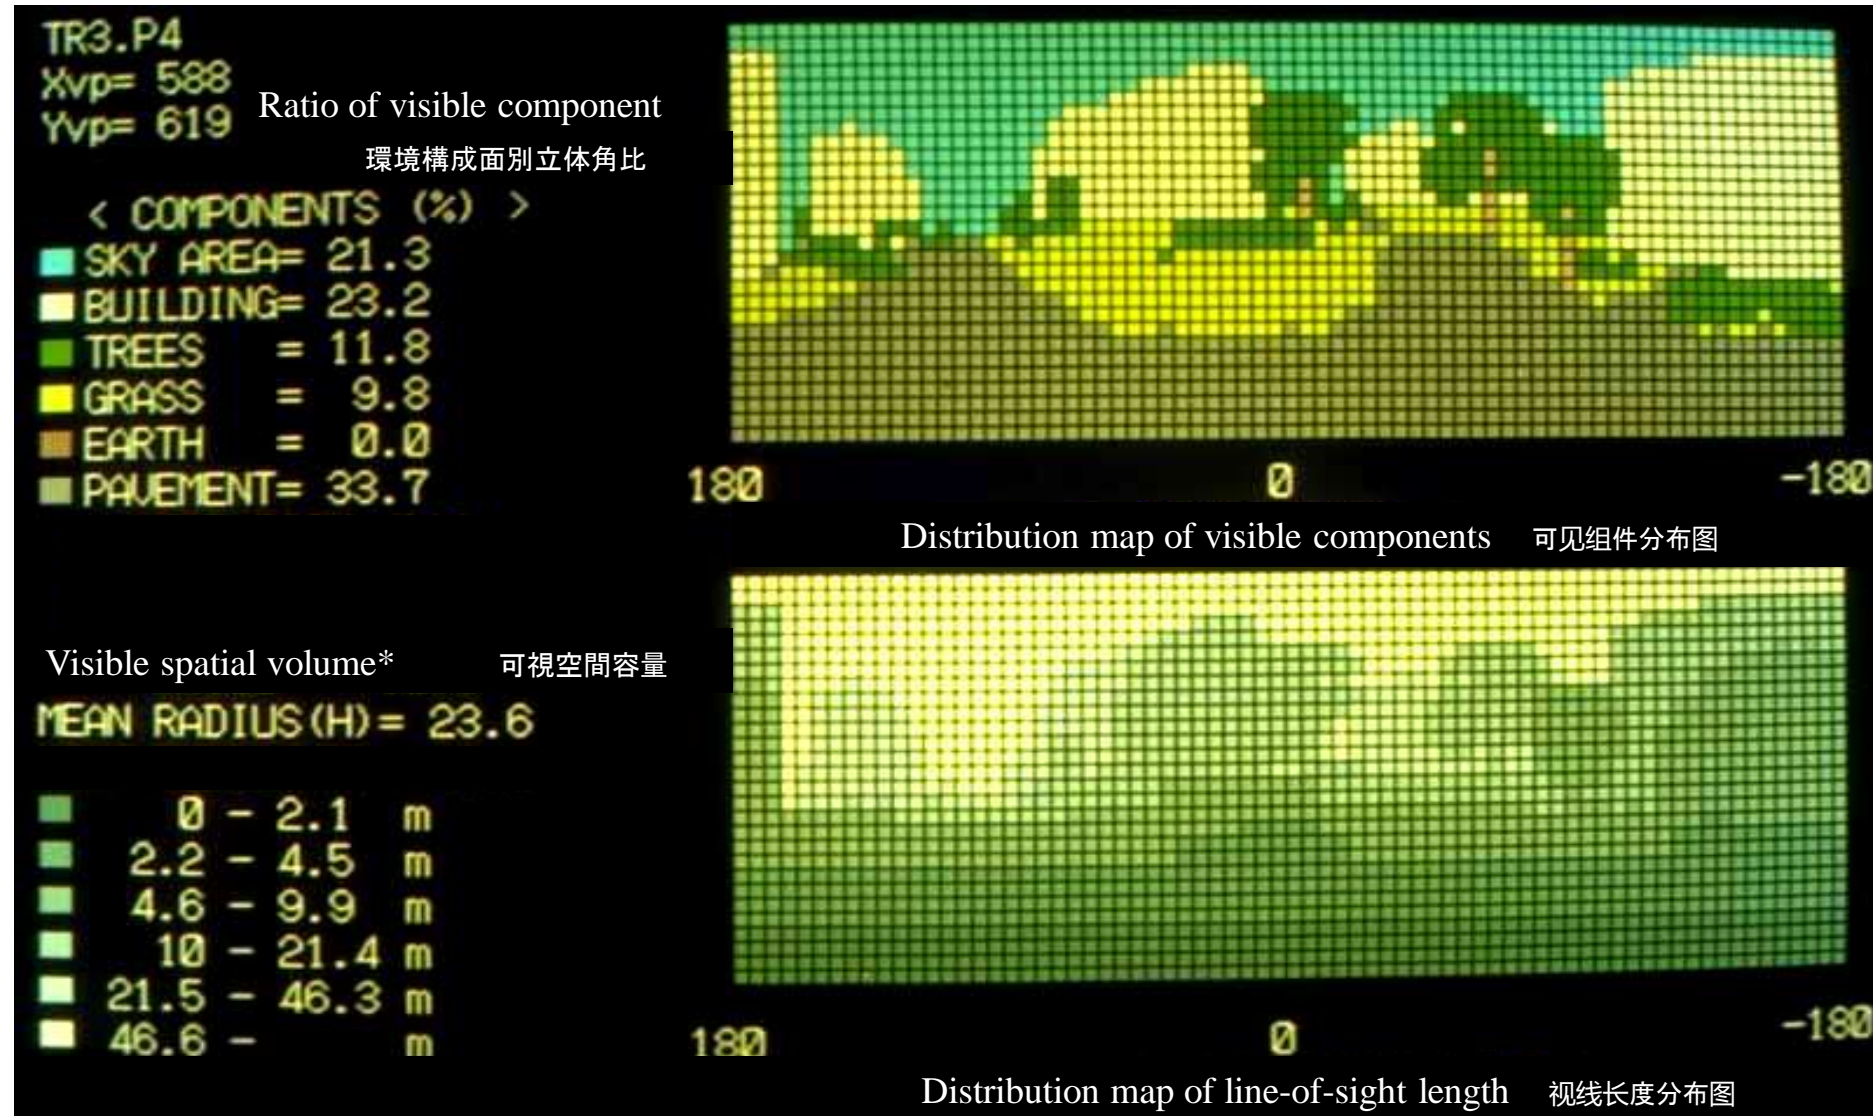 TR3.P4
Xvp= 588
Yvp= 619
Ratio of visible component
環境構成面別立体角比
< COMPONENTS (%) >
SKY AREA= 21.3
BUILDING= 23.2
TREES = 11.8
GRASS = 9.8
EARTH = 0.0
PAVEMENT= 33.7
180 0 -180
Distribution map of visible components 可见组件分布图
Visible spatial volume* 可視空間容量
MEAN RADIUS(H)= 23.6
0 - 2.1 m
2.2 - 4.5 m
4.6 - 9.9 m
10 - 21.4 m
21.5 - 46.3 m
46.6 - m
180 0 -180
Distribution map of line-of-sight length 视线长度分布图